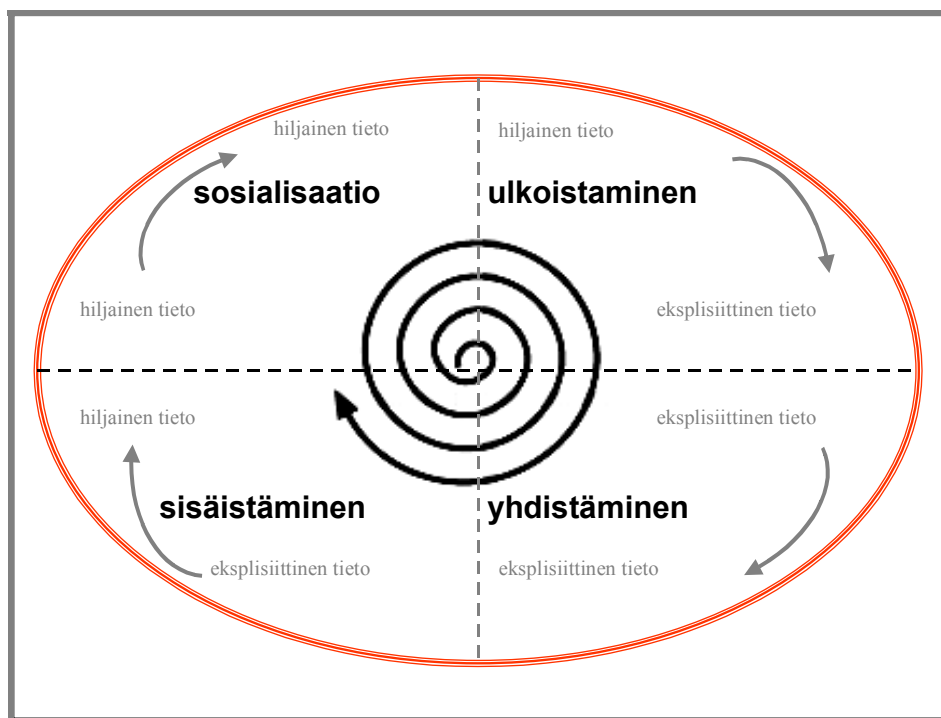 hiljainen tieto
hiljainen tieto
sosialisaatio
ulkoistaminen
hiljainen tieto
eksplisiittinen tieto
hiljainen tieto
eksplisiittinen tieto
sisäistäminen
yhdistäminen
eksplisiittinen tieto
eksplisiittinen tieto